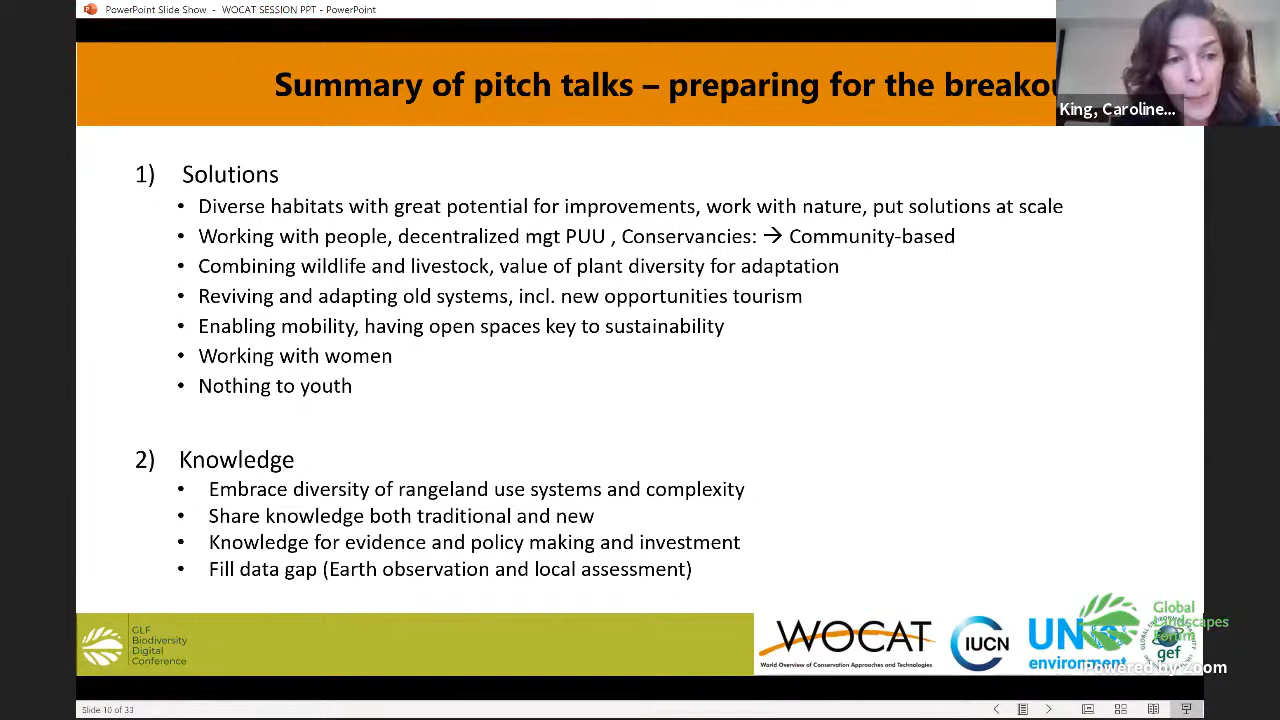 PowerPoint Slide Show - WOCAT SESSION PPT - PowerPoint
Summary of pitch talks – preparing for the breakou
King, Caroline...
1) Solutions
• Diverse habitats with great potential for improvements, work with nature, put solutions at scale
• Working with people, decentralized mgt PUU , Conservancies: → Community-based
• Combining wildlife and livestock, value of plant diversity for adaptation
• Reviving and adapting old systems, incl. new opportunities tourism
• Enabling mobility, having open spaces key to sustainability
• Working with women
• Nothing to youth
2) Knowledge
• Embrace diversity of rangeland use systems and complexity
• Share knowledge both traditional and new
• Knowledge for evidence and policy making and investment
• Fill data gap (Earth observation and local assessment)
GLF
Biodiversity
Digital
Conference
WOCAT
World Overview of Conservation Approaches and Technologies
IUCN
UN
environment
Global
Landscapes
Forum
gef
Powered by Zoom
Slide 10 of 33